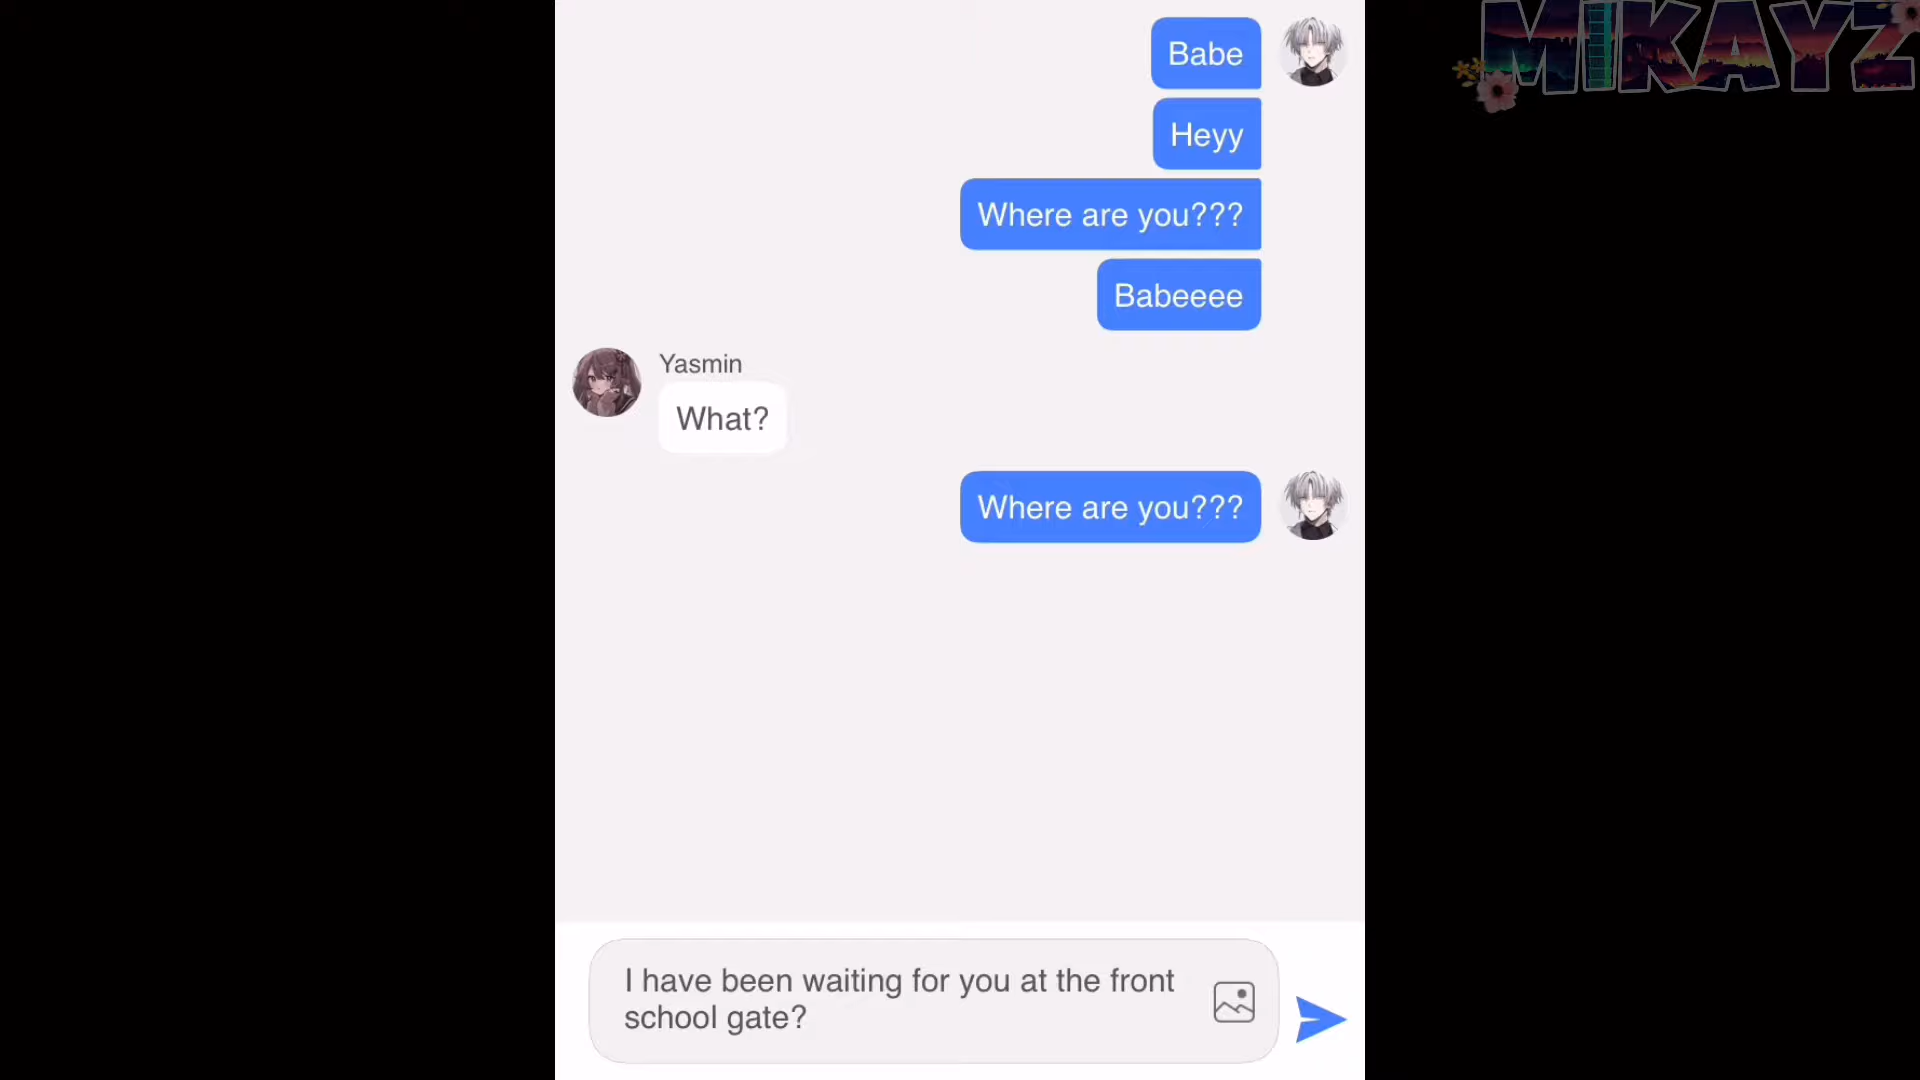 MIKAYZ
Babe
Heyy
Where are you???
Babeeee
Yasmin
What?
Where are you???
I have been waiting for you at the front
school gate?